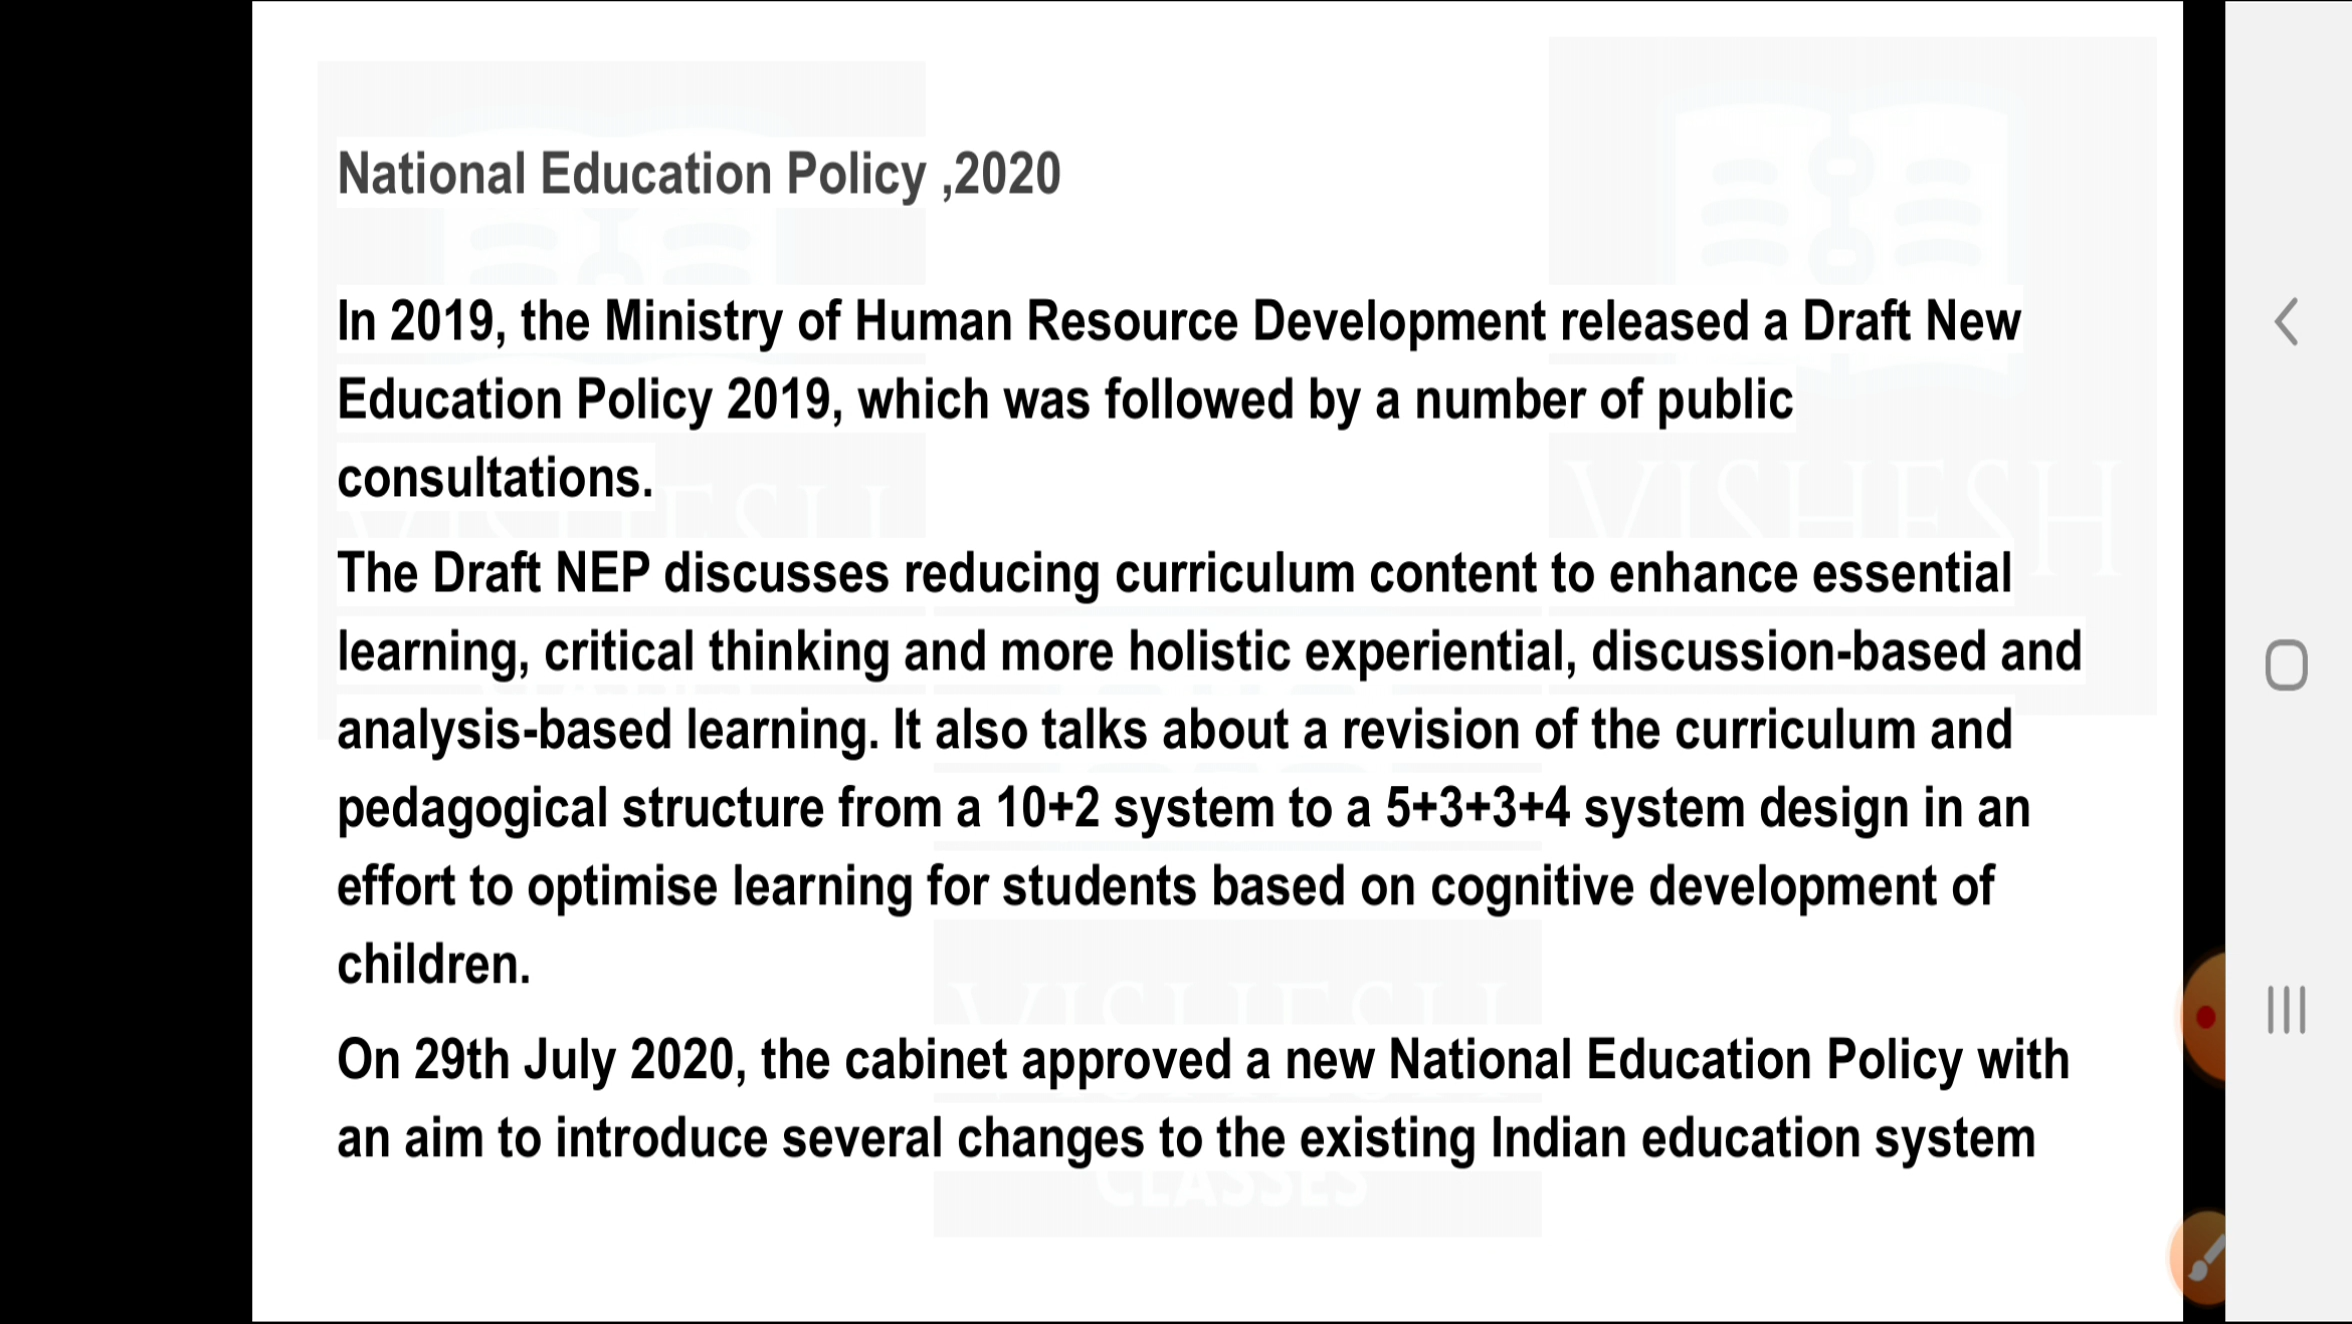 National Education Policy ,2020
In 2019, the Ministry of Human Resource Development released a Draft New
Education Policy 2019, which was followed by a number of public
consultations.
The Draft NEP discusses reducing curriculum content to enhance essential
learning, critical thinking and more holistic experiential, discussion-based and
analysis-based learning. It also talks about a revision of the curriculum and
pedagogical structure from a 10+2 system to a 5+3+3+4 system design in an
effort to optimise learning for students based on cognitive development of
children.
On 29th July 2020, the cabinet approved a new National Education Policy with
an aim to introduce several changes to the existing Indian education system
VISHESH
VISHESH
VISHESH
CLASSES